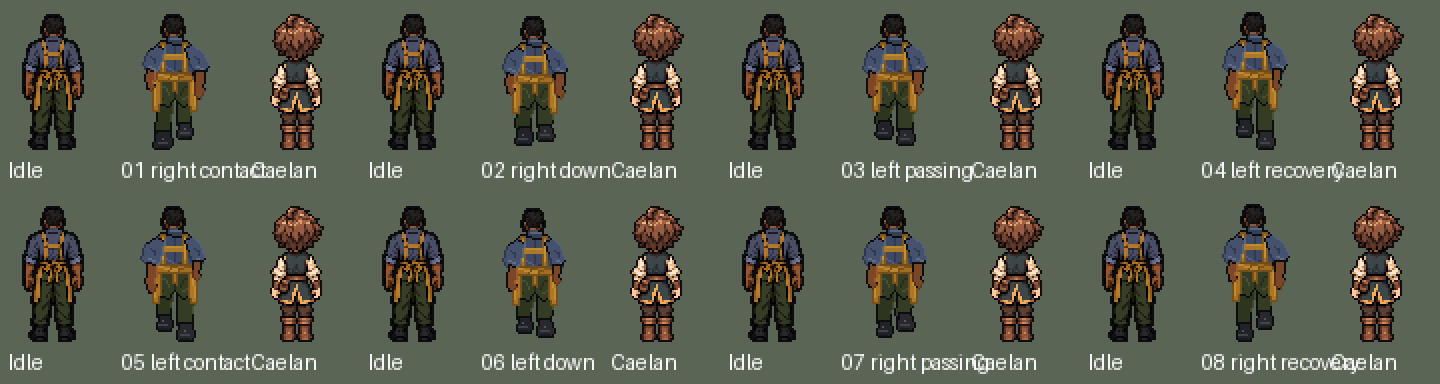 Idle 01 right contact Caelan Idle 02 right down Caelan Idle 03 left passing Caelan Idle 04 left recovery Caelan
Idle 05 left contact Caelan Idle 06 left down Caelan Idle 07 right passing Caelan Idle 08 right recovery Caelan